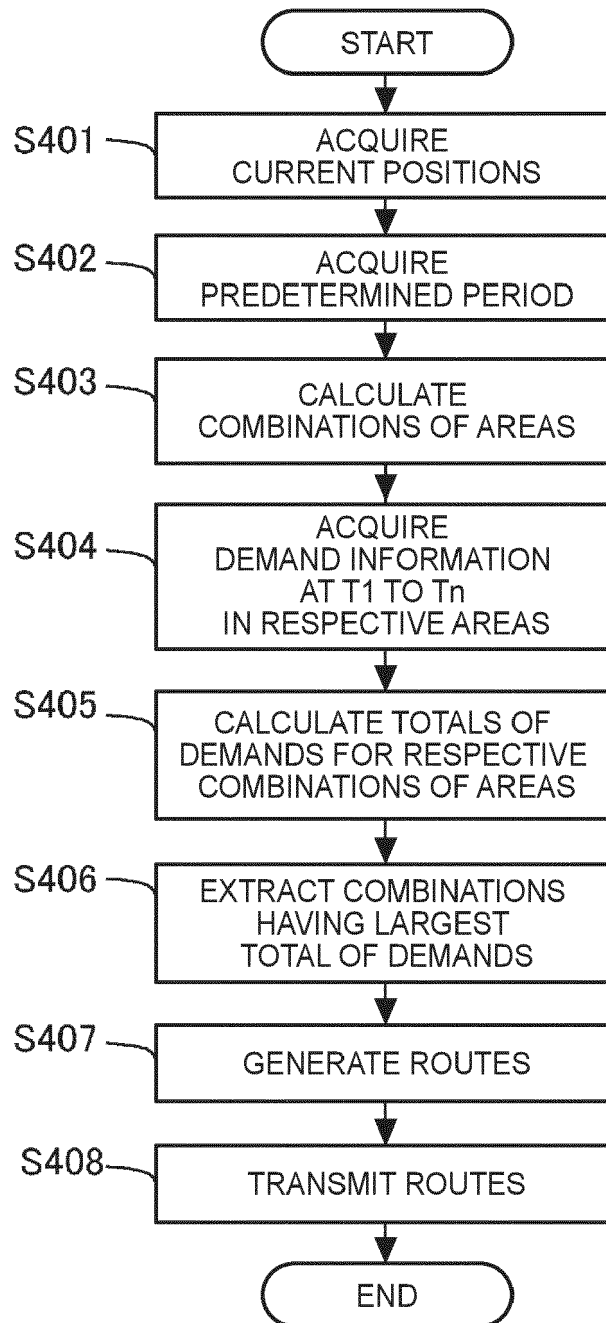 START
S401
ACQUIRE
CURRENT POSITIONS
S402
ACQUIRE
PREDETERMINED PERIOD
S403
CALCULATE
COMBINATIONS OF AREAS
S404
ACQUIRE
DEMAND INFORMATION
AT T1 TO Tn
IN RESPECTIVE AREAS
S405
CALCULATE TOTALS OF
DEMANDS FOR RESPECTIVE
COMBINATIONS OF AREAS
S406
EXTRACT COMBINATIONS
HAVING LARGEST
TOTAL OF DEMANDS
S407
GENERATE ROUTES
S408
TRANSMIT ROUTES
END